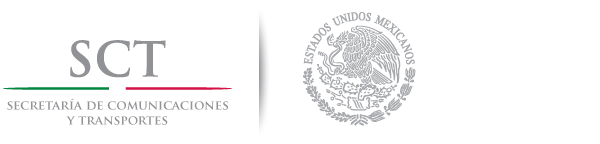 SCT
SECRETARÍA DE COMUNICACIONES
Y TRANSPORTES
ESTADOS UNIDOS MEXICANOS